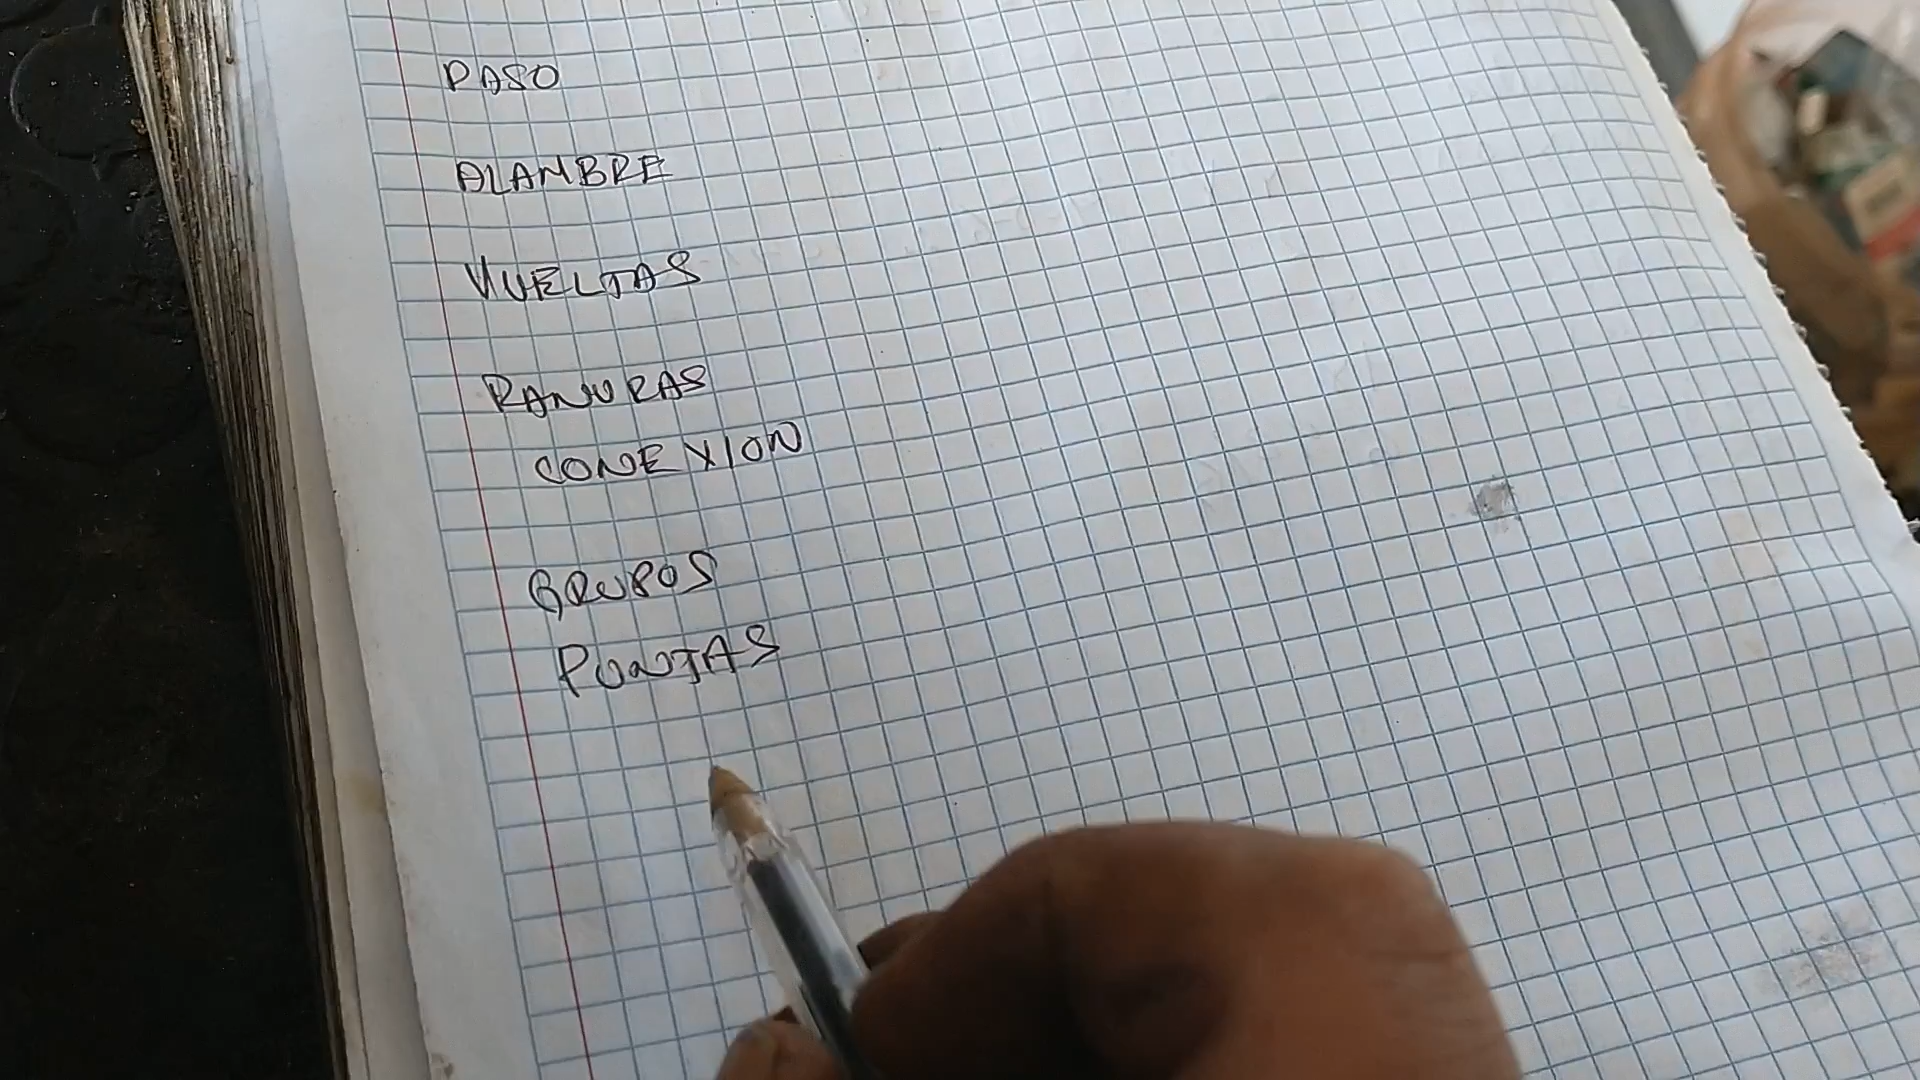 PASO
ALAMBRE
VUELTAS
RANURAS
CONEXION
GRUPOS
PUNTAS